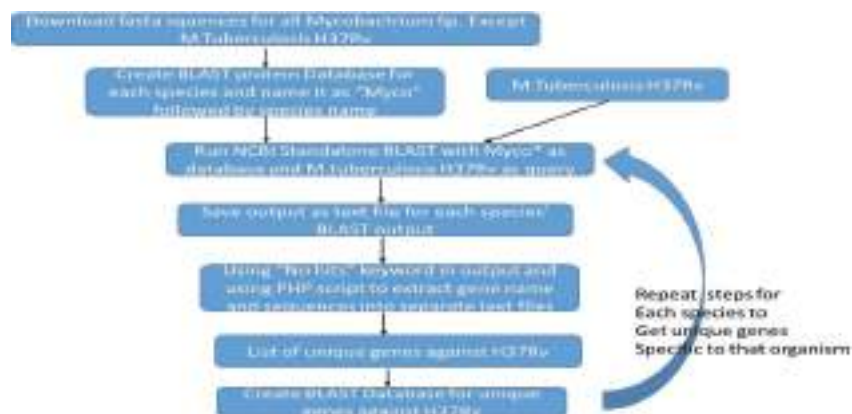 Download fasta squences for all Mycobactrium Sp. Except
M.Tuberculosis H37Rv
Create BLAST protein Database for
each species and name it as "Myco"
followed by species name
M.Tuberculosis H37Rv
Run NCBI Standalone BLAST with Myco* as
database and M.tuberculosis H37Rv as query
Save output as text file for each species'
BLAST output
Using "No hits" keyword in output and
using PHP script to extract gene name
and sequences into separate text files
Repeat steps for
Each species to
Get unique genes
Specific to that organism
List of unique genes against H37Rv
Create BLAST Database for unique
genes against H37Rv